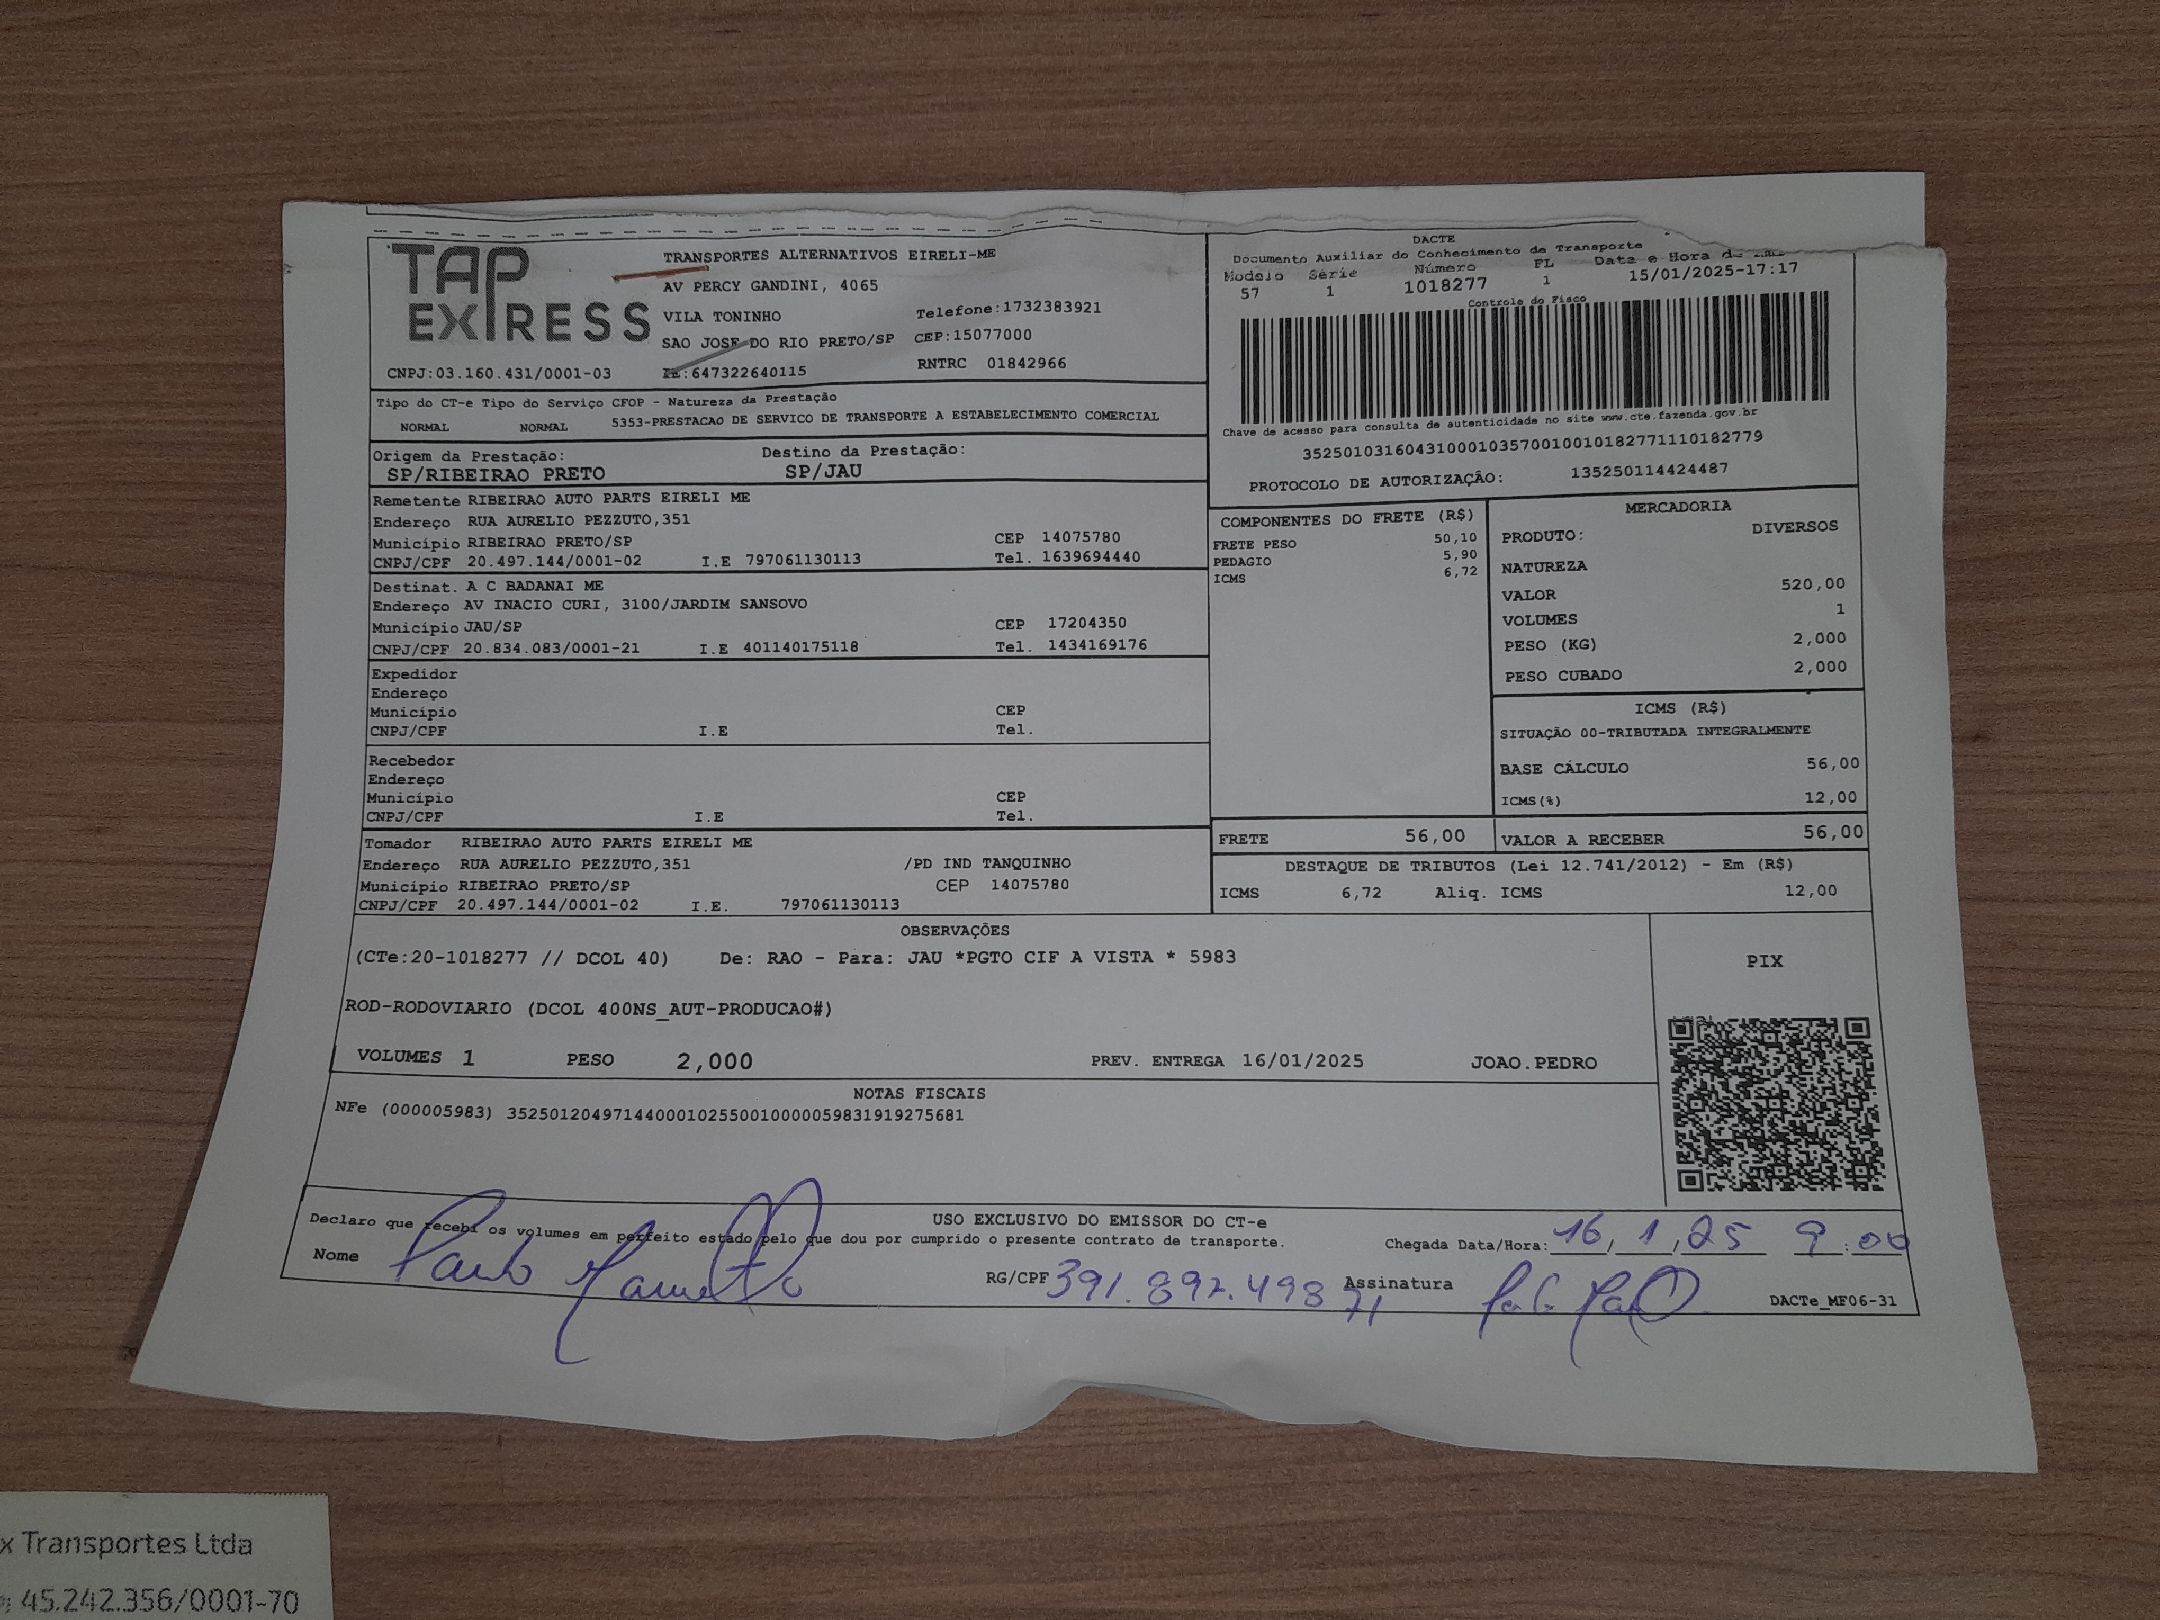 TAP EXPRESS
TRANSPORTES ALTERNATIVOS EIRELI-ME
AV PERCY GANDINI, 4065
VILA TONINHO Telefone:1732383921
SAO JOSE DO RIO PRETO/SP CEP:15077000
CNPJ:03.160.431/0001-03 IE:647322640115 RNTRC 01842966
DACTE
Documento Auxiliar do Conhecimento de Transporte
Modelo Série Número FL Data e Hora de
57 1 1018277 1 15/01/2025-17:17
Controle do Fisco
Chave de acesso para consulta de autenticidade no site www.cte.fazenda.gov.br
35250103160431000103570010010182771110182779
PROTOCOLO DE AUTORIZAÇÃO: 135250114424487
Tipo do CT-e Tipo do Serviço CFOP - Natureza da Prestação
NORMAL NORMAL 5353-PRESTACAO DE SERVICO DE TRANSPORTE A ESTABELECIMENTO COMERCIAL
Origem da Prestação: Destino da Prestação:
SP/RIBEIRAO PRETO SP/JAU
Remetente RIBEIRAO AUTO PARTS EIRELI ME
Endereço RUA AURELIO PEZZUTO,351
Município RIBEIRAO PRETO/SP CEP 14075780
CNPJ/CPF 20.497.144/0001-02 I.E 797061130113 Tel. 1639694440
Destinat. A C BADANAI ME
Endereço AV INACIO CURI, 3100/JARDIM SANSOVO
Município JAU/SP CEP 17204350
CNPJ/CPF 20.834.083/0001-21 I.E 401140175118 Tel. 1434169176
Expedidor
Endereço
Município CEP
CNPJ/CPF I.E Tel.
Recebedor
Endereço
Município CEP
CNPJ/CPF I.E Tel.
Tomador RIBEIRAO AUTO PARTS EIRELI ME
Endereço RUA AURELIO PEZZUTO,351 /PD IND TANQUINHO
Município RIBEIRAO PRETO/SP CEP 14075780
CNPJ/CPF 20.497.144/0001-02 I.E. 797061130113
COMPONENTES DO FRETE (R$)
FRETE PESO 50,10
PEDAGIO 5,90
ICMS 6,72
MERCADORIA
PRODUTO: DIVERSOS
NATUREZA
VALOR 520,00
VOLUMES 1
PESO (KG) 2,000
PESO CUBADO 2,000
ICMS (R$)
SITUAÇÃO 00-TRIBUTADA INTEGRALMENTE
BASE CÁLCULO 56,00
ICMS(%) 12,00
FRETE 56,00 VALOR A RECEBER 56,00
DESTAQUE DE TRIBUTOS (Lei 12.741/2012) - Em (R$)
ICMS 6,72 Aliq. ICMS 12,00
OBSERVAÇÕES
(CTe:20-1018277 // DCOL 40) De: RAO - Para: JAU *PGTO CIF A VISTA * 5983
PIX
ROD-RODOVIARIO (DCOL 400NS_AUT-PRODUCAO#)
VOLUMES 1 PESO 2,000 PREV. ENTREGA 16/01/2025 JOAO.PEDRO
NOTAS FISCAIS
NFe (000005983) 35250120497144000102550010000059831919275681
USO EXCLUSIVO DO EMISSOR DO CT-e
Declaro que recebi os volumes em perfeito estado pelo que dou por cumprido o presente contrato de transporte. Chegada Data/Hora: 16,1,25 9:00
Nome Paulo RG/CPF 391.892.498 71 Assinatura
DACTe_MF06-31
x Transportes Ltda
: 45.242.356/0001-70